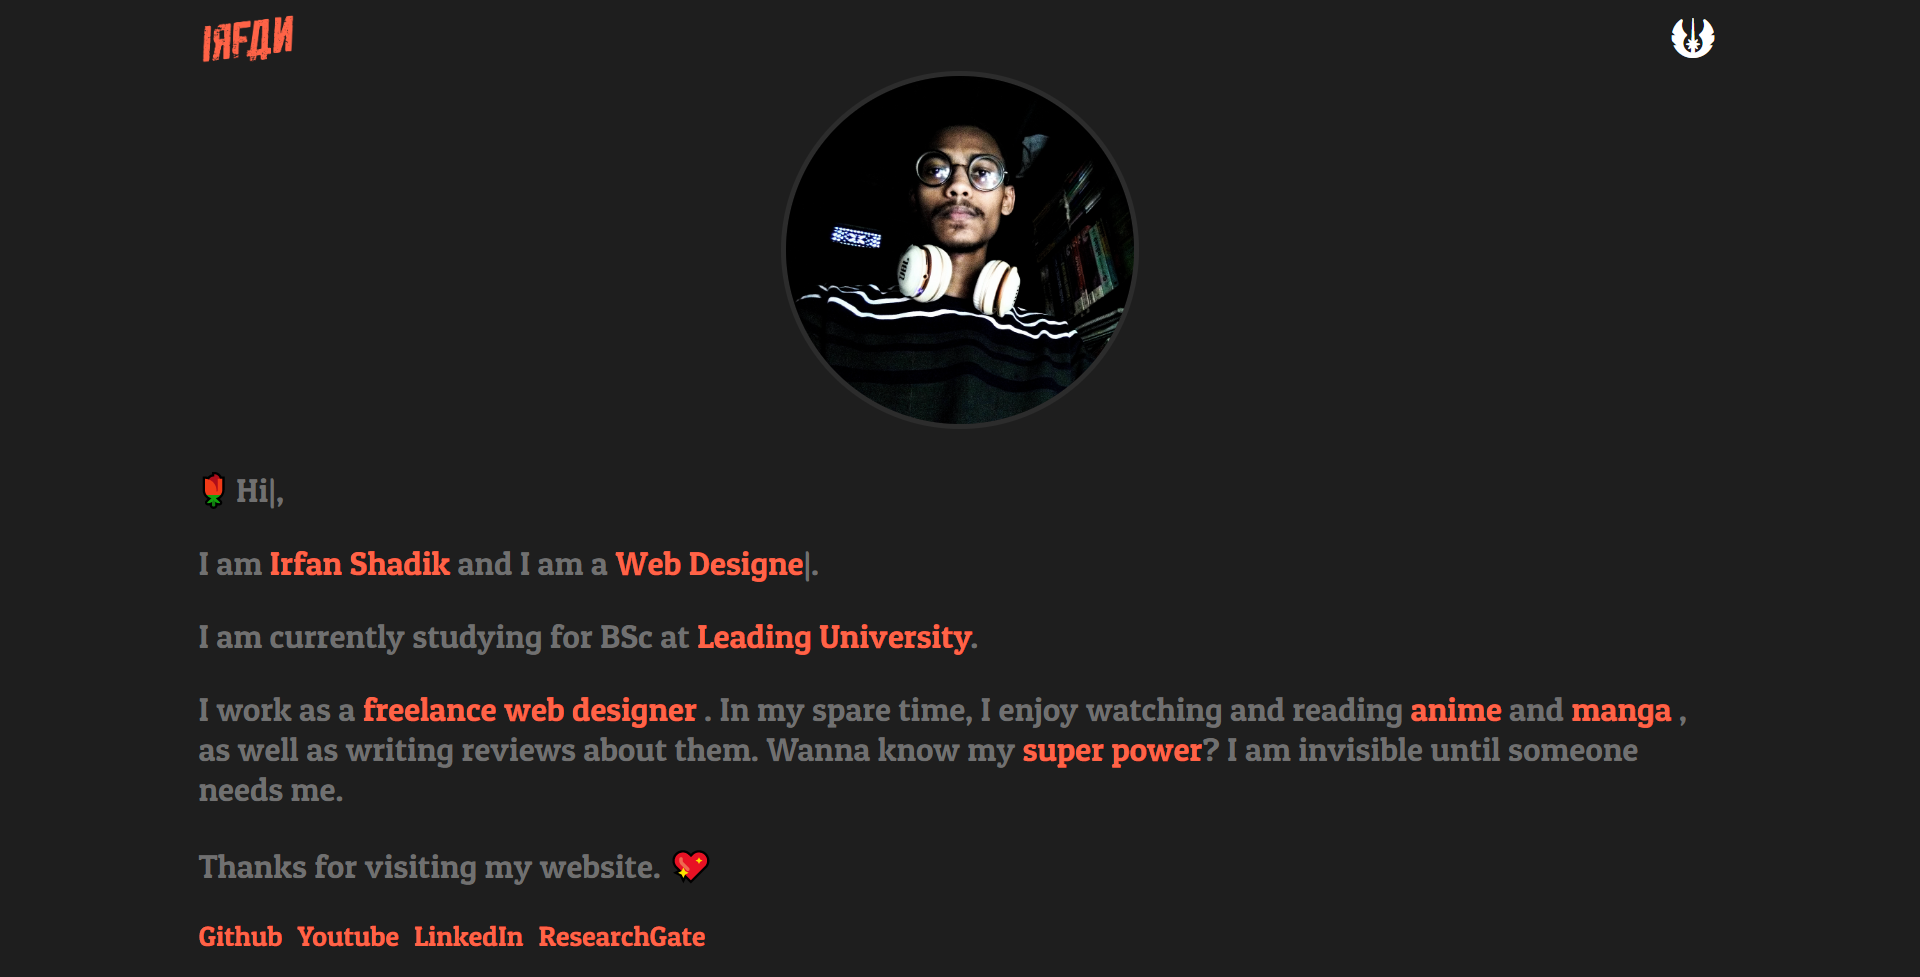 IRFAN
JBL
Hi|,
I am Irfan Shadik and I am a Web Designe|.
I am currently studying for BSc at Leading University.
I work as a freelance web designer . In my spare time, I enjoy watching and reading anime and manga ,
as well as writing reviews about them. Wanna know my super power? I am invisible until someone
needs me.
Thanks for visiting my website.
Github Youtube LinkedIn ResearchGate